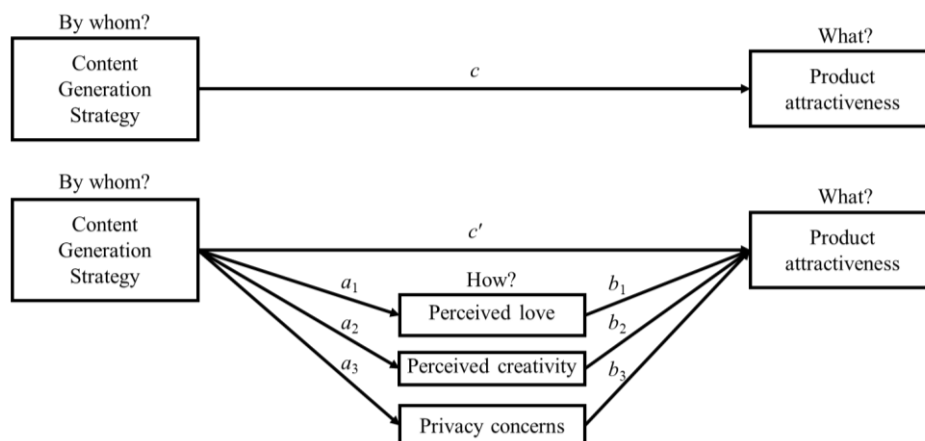 By whom?
Content
Generation
Strategy
c
What?
Product
attractiveness
By whom?
Content
Generation
Strategy
c'
What?
Product
attractiveness
a1
How?
b1
Perceived love
a2
b2
Perceived creativity
a3
b3
Privacy concerns